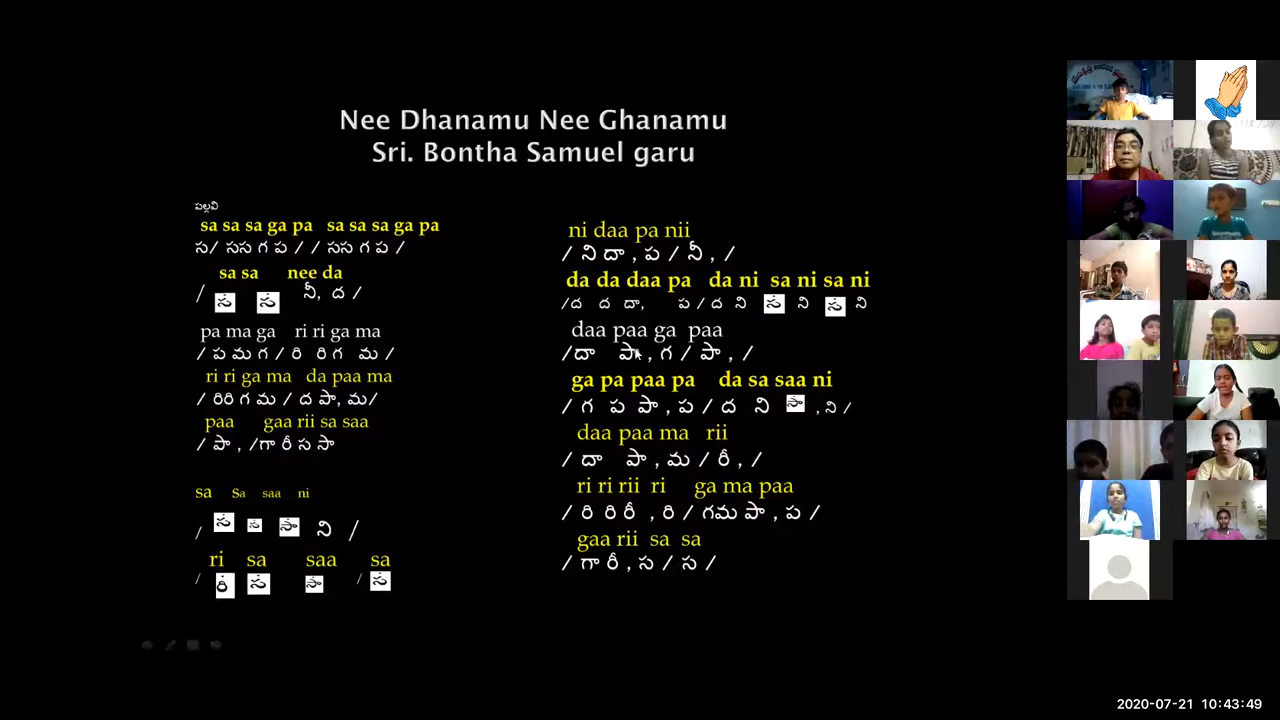 Nee Dhanamu Nee Ghanamu
Sri. Bontha Samuel garu
పల్లవి
sa sa sa ga pa sa sa sa ga pa
స/ సస గ ప / / సస గ ప /
sa sa nee da
/ స స నీ, ద /
pa ma ga ri ri ga ma
/ ప మ గ / రి రి గ మ /
ri ri ga ma da paa ma
/ రిరి గ మ / ద పా, మ/
paa gaa rii sa saa
/ పా , /గా రీ స సా
sa sa saa ni
/ స స సా ని /
ri sa saa sa
/ రి స సా / స
ni daa pa nii
/ ని దా , ప / నీ, /
da da daa pa da ni sa ni sa ni
/ద ద దా, ప / ద ని స ని స ని
daa paa ga paa
/దా పా , గ / పా , /
ga pa paa pa da sa saa ni
/ గ ప పా , ప / ద ని సా , ని /
daa paa ma rii
/ దా పా , మ / రీ , /
ri ri rii ri ga ma paa
/ రి రి రీ , రి / గమ పా , ప /
gaa rii sa sa
/ గా రీ , స / స /
2020-07-21 10:43:49